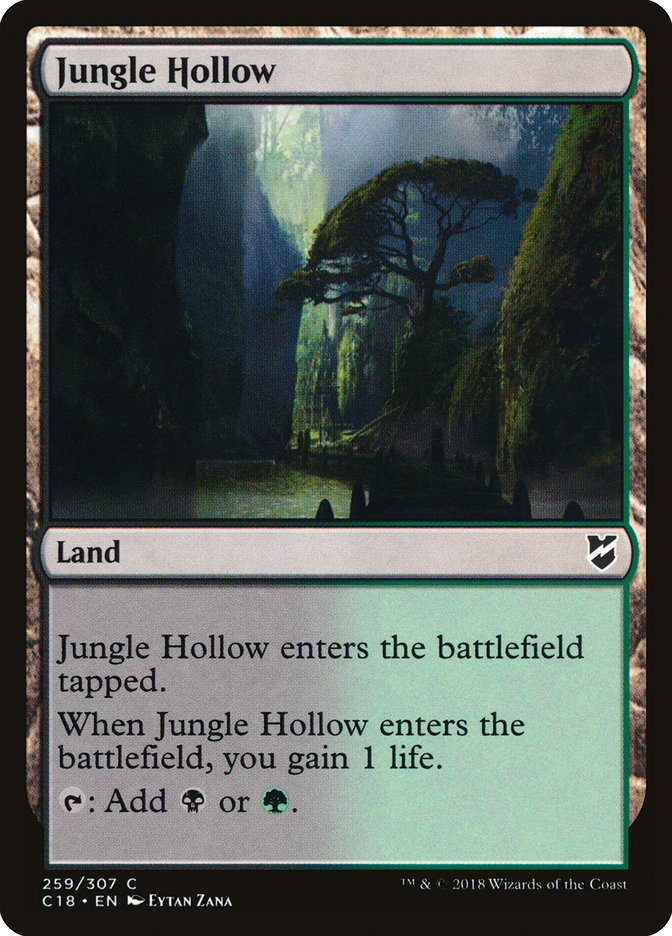 Jungle Hollow
Land
Jungle Hollow enters the battlefield
tapped.
When Jungle Hollow enters the
battlefield, you gain 1 life.
: Add or .
259/307 C
C18 • EN Eytan Zana
™ & © 2018 Wizards of the Coast